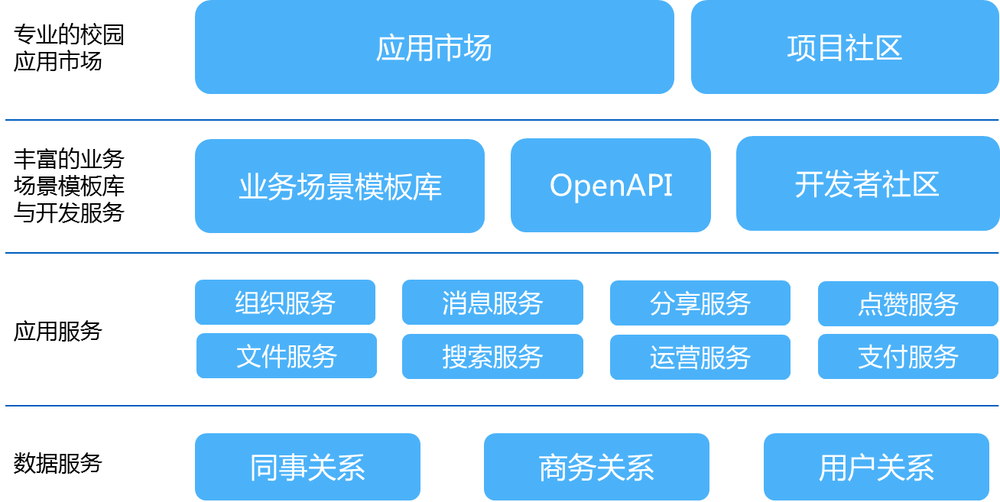 专业的校园
应用市场
应用市场
项目社区
丰富的业务
场景模板库
与开发服务
业务场景模板库
OpenAPI
开发者社区
应用服务
组织服务
消息服务
分享服务
点赞服务
文件服务
搜索服务
运营服务
支付服务
数据服务
同事关系
商务关系
用户关系